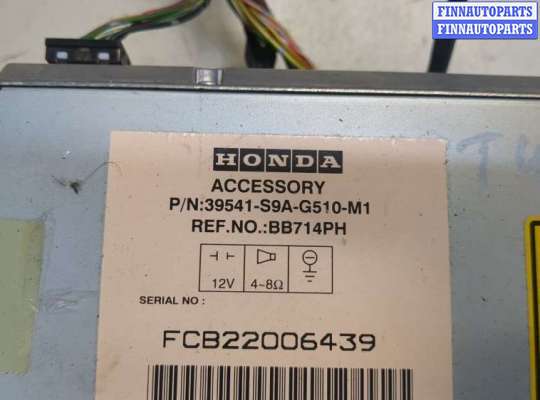 FINNAUTOPARTS
FINNAUTOPARTS
HONDA
ACCESSORY
P/N:39541-S9A-G510-M1
REF.NO.:BB714PH
12V 4~8Ω
SERIAL NO :
FCB22006439